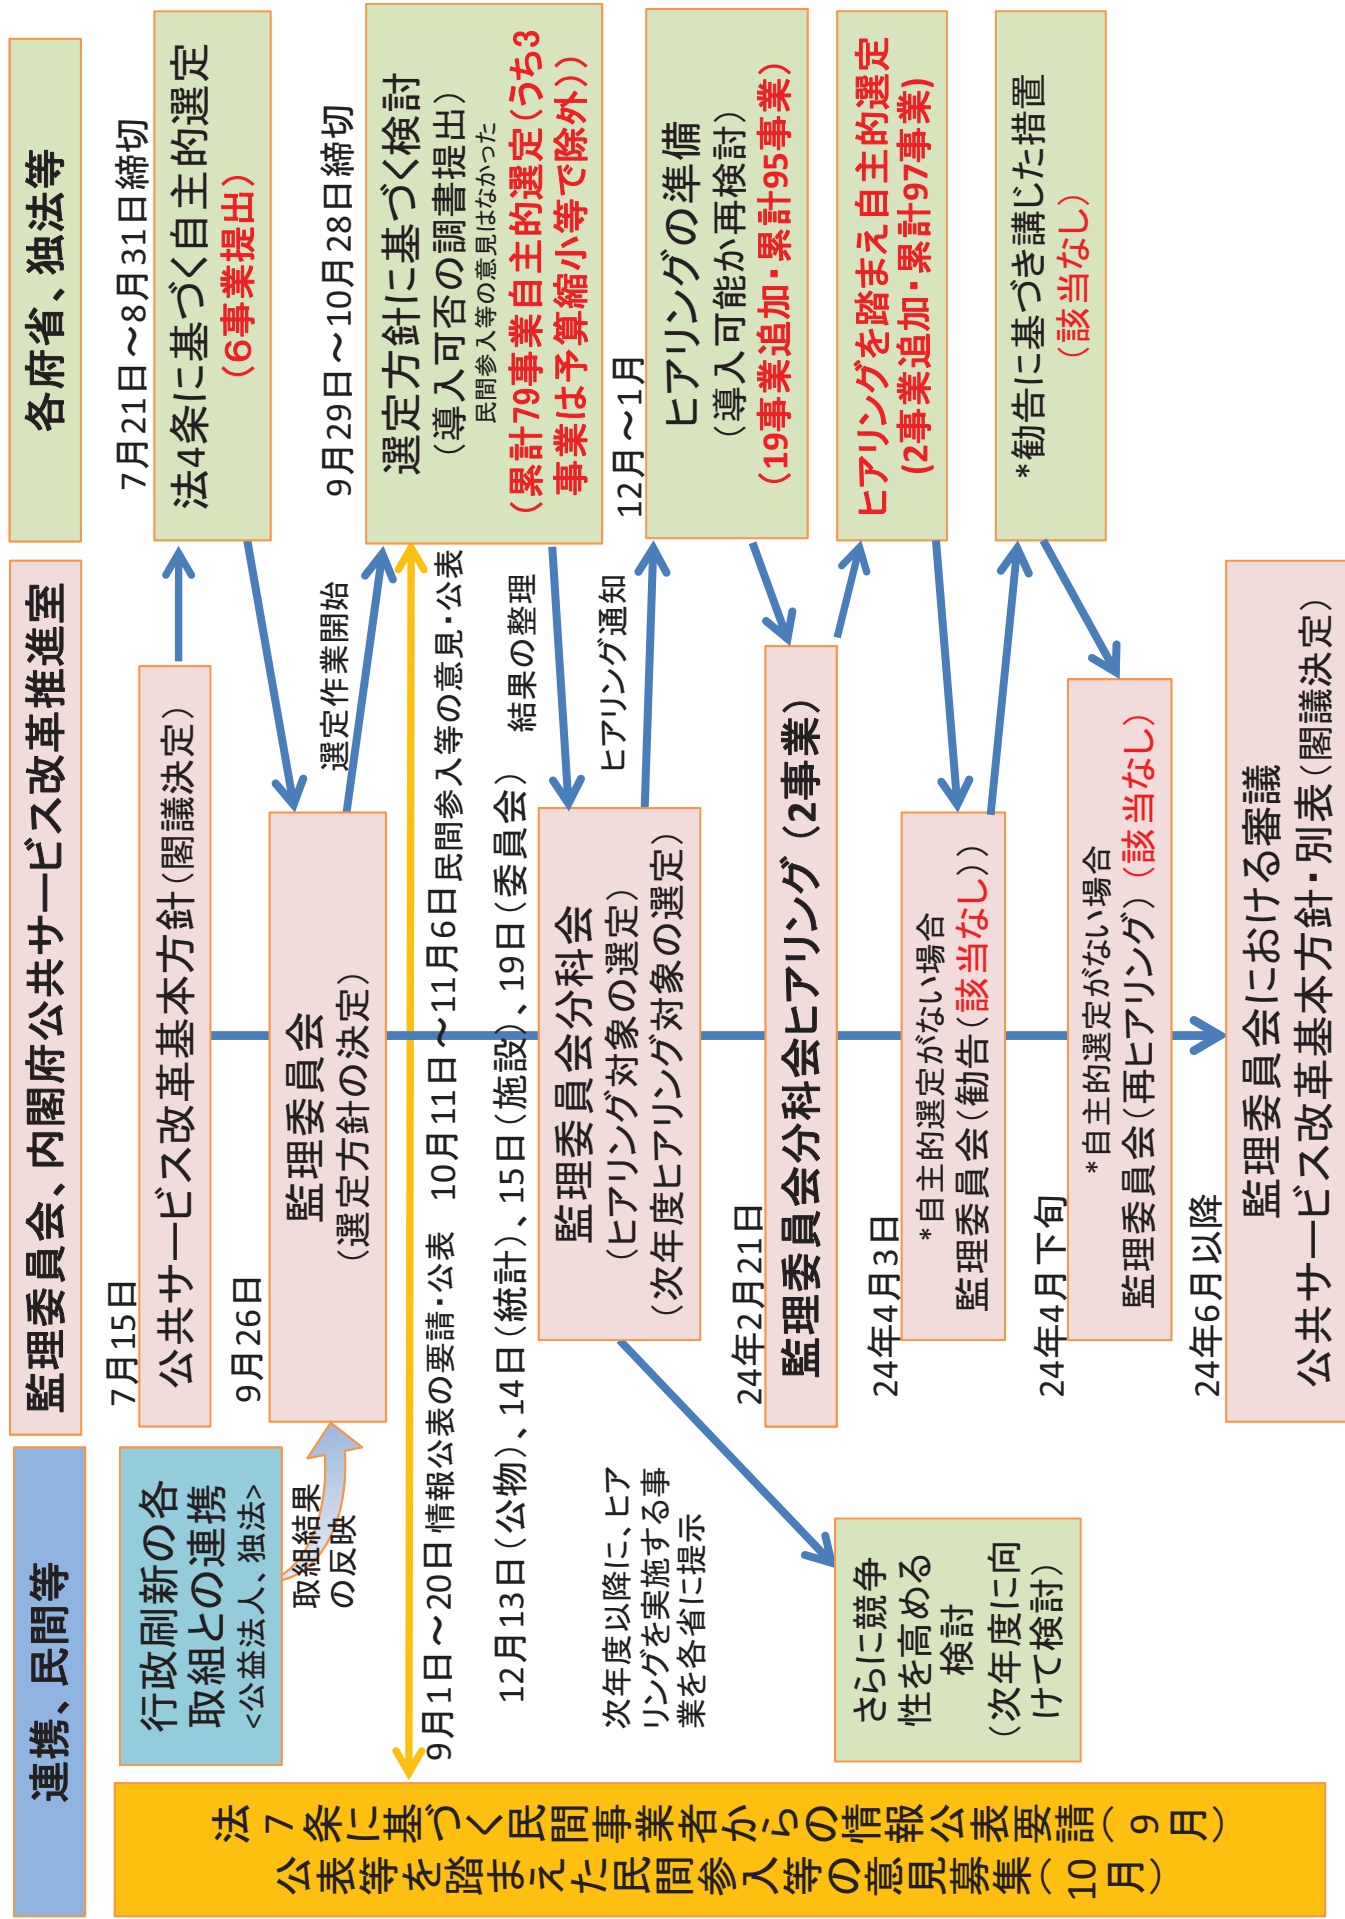 連携、民間等
監理委員会、内閣府公共サービス改革推進室
各府省、独法等
7月15日
公共サービス改革基本方針(閣議決定)
7月21日～8月31日締切
法4条に基づく自主的選定
(6事業提出)
行政刷新の各
取組との連携
<公益法人、独法>
取組結果
の反映
9月26日
監理委員会
(選定方針の決定)
選定作業開始
9月29日～10月28日締切
選定方針に基づく検討
(導入可否の調書提出)
民間参入等の意見はなかった
(累計79事業自主的選定(うち3
事業は予算縮小等で除外))
9月1日～20日情報公表の要請・公表 10月11日～11月6日民間参入等の意見・公表
12月13日(公物)、14日(統計)、15日(施設)、19日(委員会)
結果の整理
監理委員会分科会
(ヒアリング対象の選定)
(次年度ヒアリング対象の選定)
ヒアリング通知
12月～1月
ヒアリングの準備
(導入可能か再検討)
(19事業追加・累計95事業)
次年度以降に、ヒア
リングを実施する事
業を各省に提示
24年2月21日
監理委員会分科会ヒアリング(2事業)
ヒアリングを踏まえ自主的選定
(2事業追加・累計97事業)
さらに競争
性を高める
検討
(次年度に向
けて検討)
24年4月3日
*自主的選定がない場合
監理委員会(勧告(該当なし))
*勧告に基づき講じた措置
(該当なし)
24年4月下旬
*自主的選定がない場合
監理委員会(再ヒアリング)(該当なし)
24年6月以降
監理委員会における審議
公共サービス改革基本方針・別表(閣議決定)
法7条に基づく民間事業者からの情報公表要請(9月)
公表等を踏まえた民間参入等の意見募集(10月)